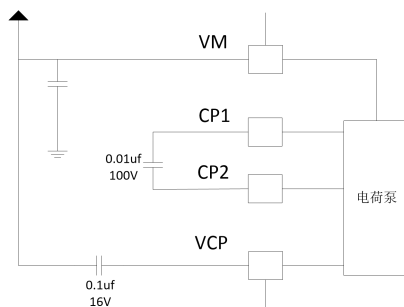 VM
CP1
0.01uf
100V
CP2
电荷泵
VCP
0.1uf
16V